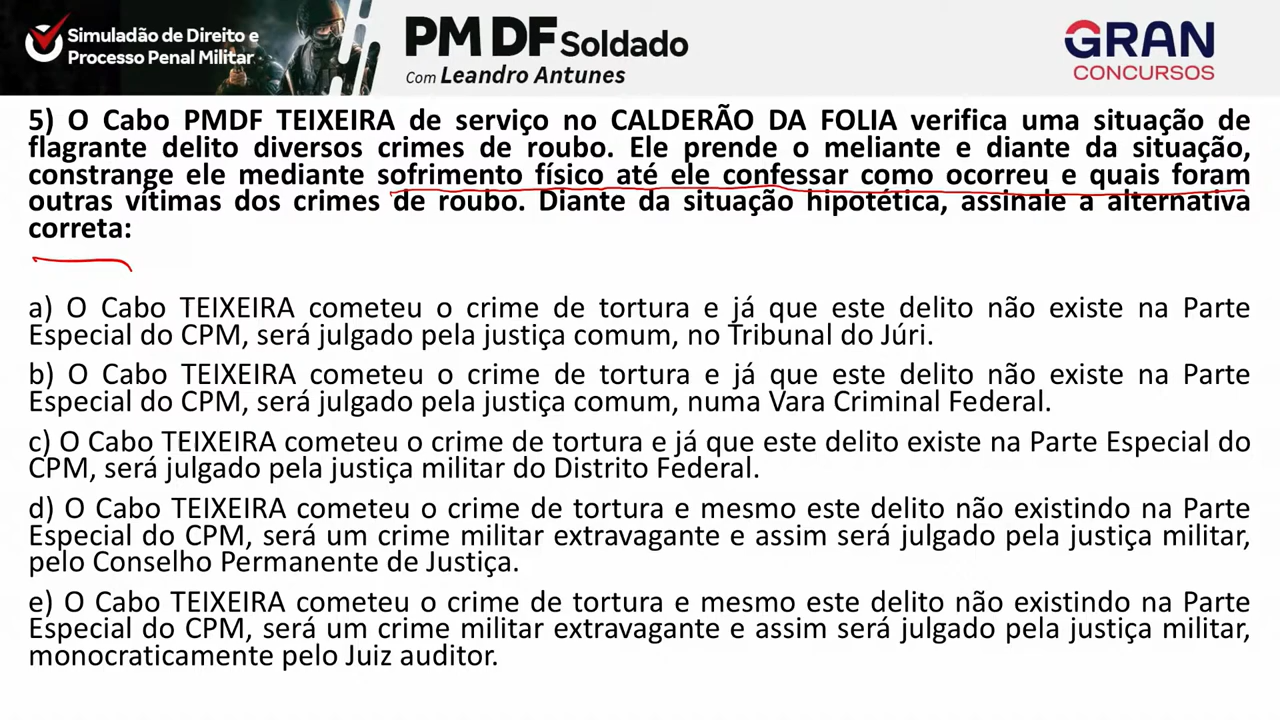 Simuladão de Direito e
Processo Penal Militar
PM DF Soldado
Com Leandro Antunes
GRAN
CONCURSOS
5) O Cabo PMDF TEIXEIRA de serviço no CALDERÃO DA FOLIA verifica uma situação de
flagrante delito diversos crimes de roubo. Ele prende o meliante e diante da situação,
constrange ele mediante sofrimento físico até ele confessar como ocorreu e quais foram
outras vítimas dos crimes de roubo. Diante da situação hipotética, assinale a alternativa
correta:
a) O Cabo TEIXEIRA cometeu o crime de tortura e já que este delito não existe na Parte
Especial do CPM, será julgado pela justiça comum, no Tribunal do Júri.
b) O Cabo TEIXEIRA cometeu o crime de tortura e já que este delito não existe na Parte
Especial do CPM, será julgado pela justiça comum, numa Vara Criminal Federal.
c) O Cabo TEIXEIRA cometeu o crime de tortura e já que este delito existe na Parte Especial do
CPM, será julgado pela justiça militar do Distrito Federal.
d) O Cabo TEIXEIRA cometeu o crime de tortura e mesmo este delito não existindo na Parte
Especial do CPM, será um crime militar extravagante e assim será julgado pela justiça militar,
pelo Conselho Permanente de Justiça.
e) O Cabo TEIXEIRA cometeu o crime de tortura e mesmo este delito não existindo na Parte
Especial do CPM, será um crime militar extravagante e assim será julgado pela justiça militar,
monocraticamente pelo Juiz auditor.